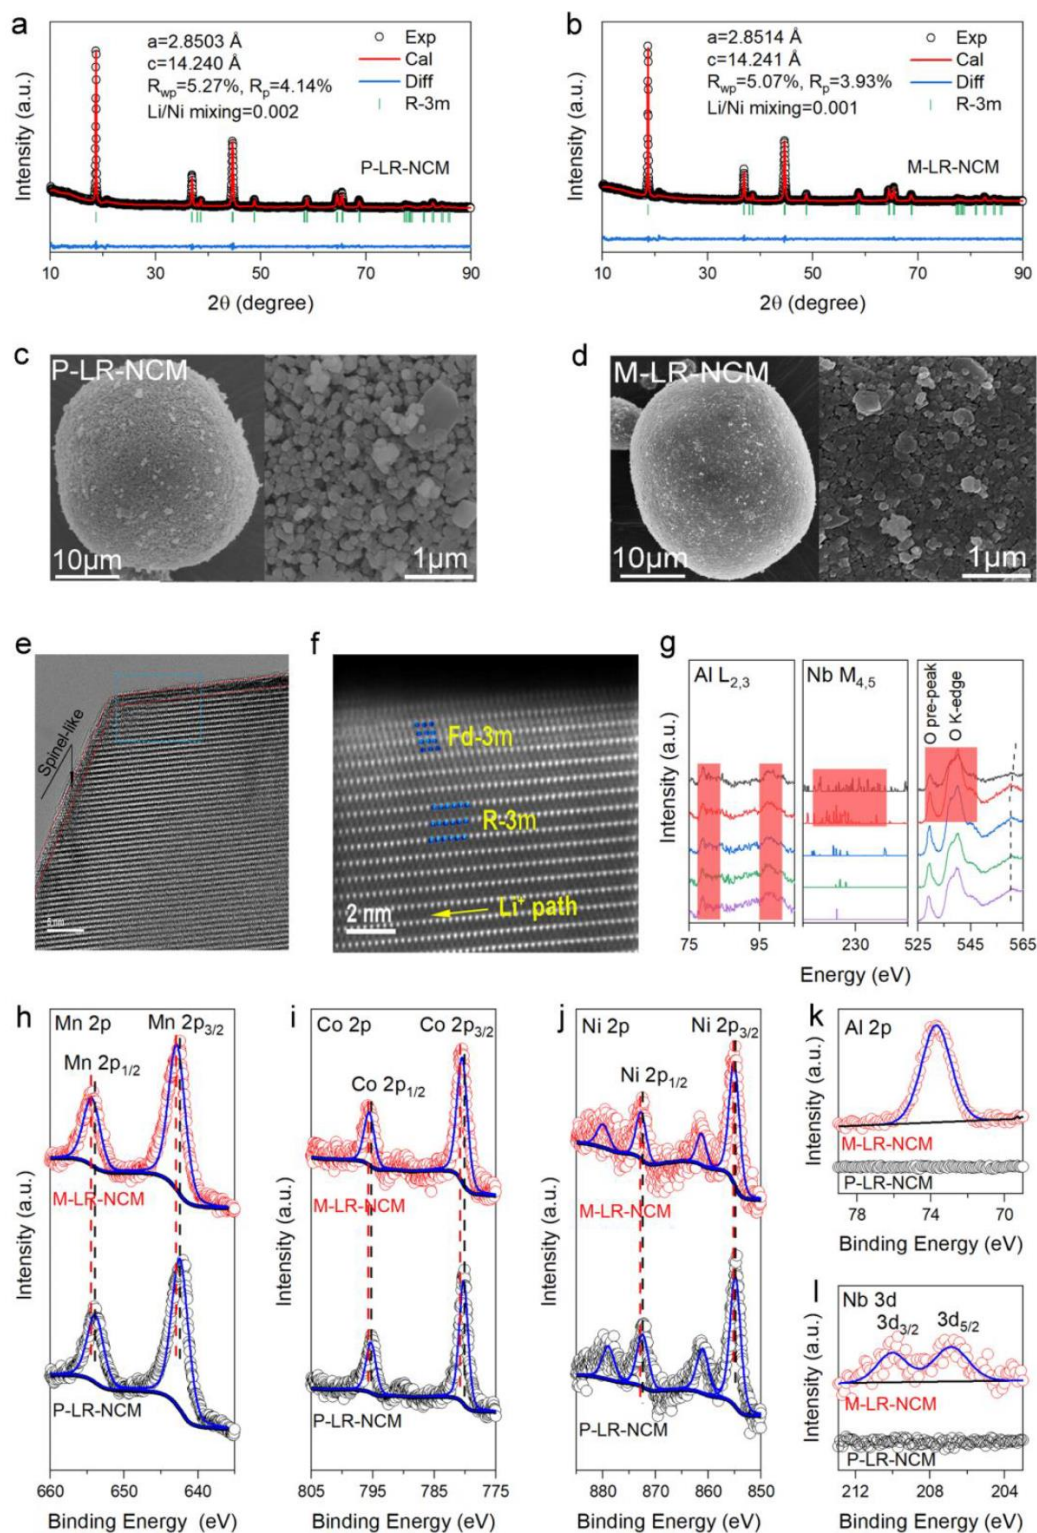 a
a=2.8503 Å
c=14.240 Å
Rwp=5.27%, Rp=4.14%
Li/Ni mixing=0.002
Exp
Cal
Diff
R-3m
P-LR-NCM
Intensity (a.u.)
10 30 50 70 90
2θ (degree)
b
a=2.8514 Å
c=14.241 Å
Rwp=5.07%, Rp=3.93%
Li/Ni mixing=0.001
Exp
Cal
Diff
R-3m
M-LR-NCM
Intensity (a.u.)
10 30 50 70 90
2θ (degree)
c
P-LR-NCM
10μm
1μm
d
M-LR-NCM
10μm
1μm
e
Spinel-like
5 nm
f
Fd-3m
R-3m
Li+ path
2 nm
g
Al L2,3
Nb M4,5
O pre-peak
O K-edge
Intensity (a.u.)
75 95 230 525 545 565
Energy (eV)
h
Mn 2p
Mn 2p3/2
Mn 2p1/2
M-LR-NCM
P-LR-NCM
Intensity (a.u.)
660 650 640
Binding Energy (eV)
i
Co 2p
Co 2p3/2
Co 2p1/2
M-LR-NCM
P-LR-NCM
Intensity (a.u.)
805 795 785 775
Binding Energy (eV)
j
Ni 2p
Ni 2p3/2
Ni 2p1/2
M-LR-NCM
P-LR-NCM
Intensity (a.u.)
880 870 860 850
Binding Energy (eV)
k
Al 2p
M-LR-NCM
P-LR-NCM
Intensity (a.u.)
78 74 70
Binding Energy (eV)
l
Nb 3d
3d3/2
3d5/2
M-LR-NCM
P-LR-NCM
Intensity (a.u.)
212 208 204
Binding Energy (eV)